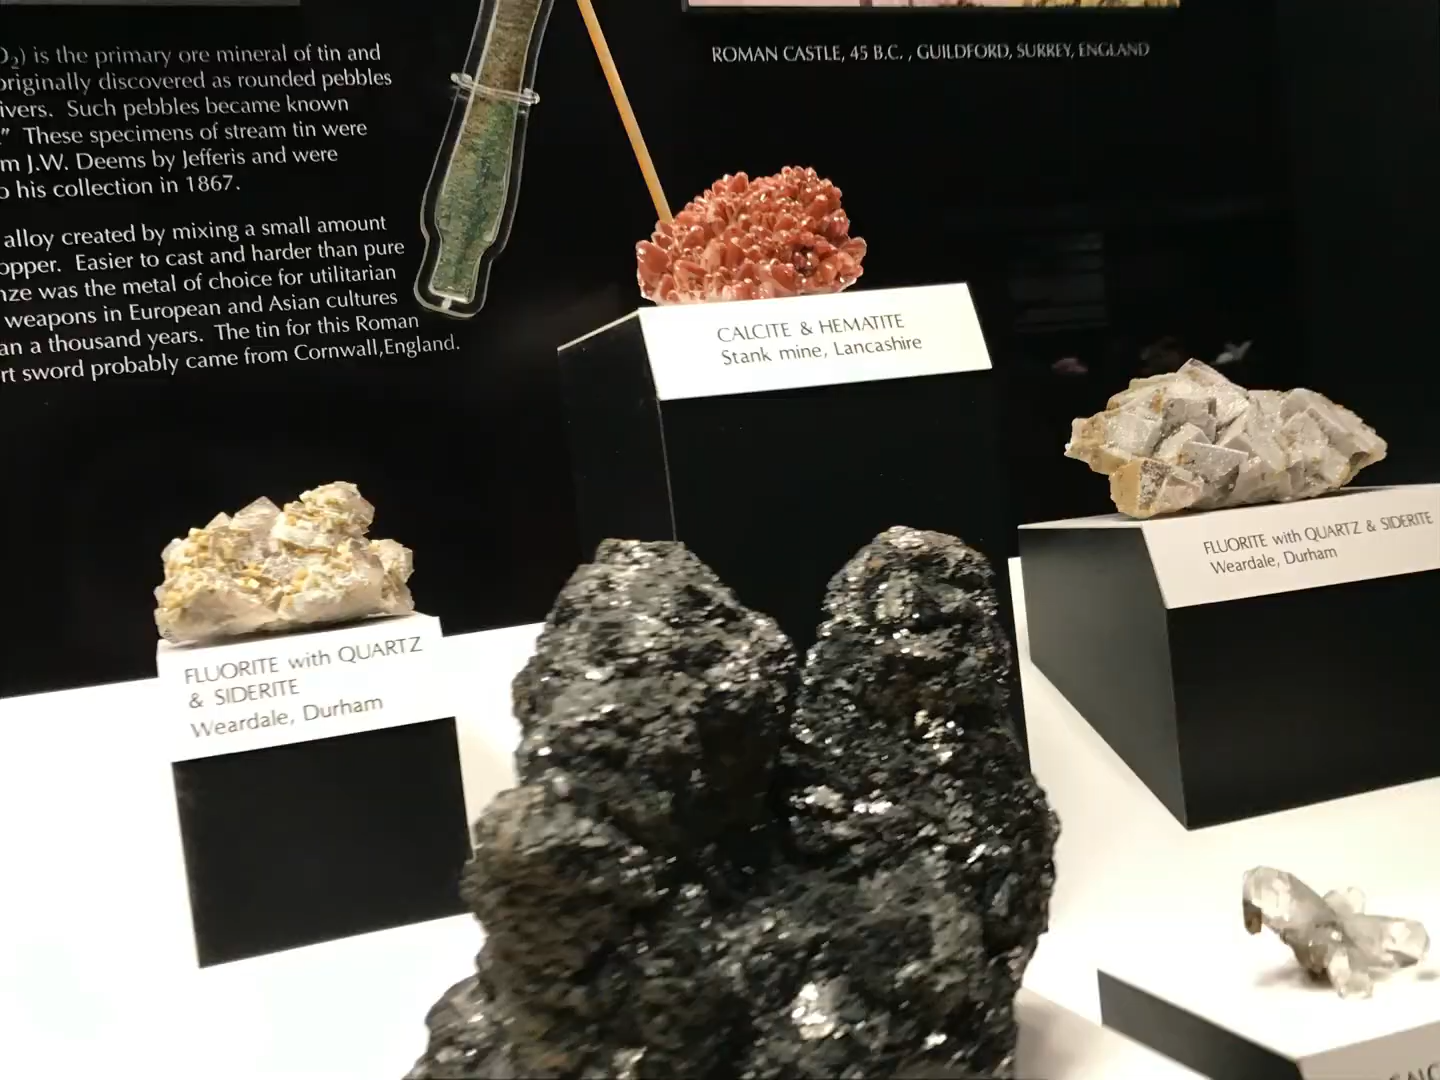 O₂) is the primary ore mineral of tin and
originally discovered as rounded pebbles
ivers. Such pebbles became known
" These specimens of stream tin were
m J.W. Deems by Jefferis and were
o his collection in 1867.
alloy created by mixing a small amount
opper. Easier to cast and harder than pure
nze was the metal of choice for utilitarian
weapons in European and Asian cultures
an a thousand years. The tin for this Roman
rt sword probably came from Cornwall,England.
ROMAN CASTLE, 45 B.C. , GUILDFORD, SURREY, ENGLAND
CALCITE & HEMATITE
Stank mine, Lancashire
FLUORITE with QUARTZ & SIDERITE
Weardale, Durham
FLUORITE with QUARTZ
& SIDERITE
Weardale, Durham